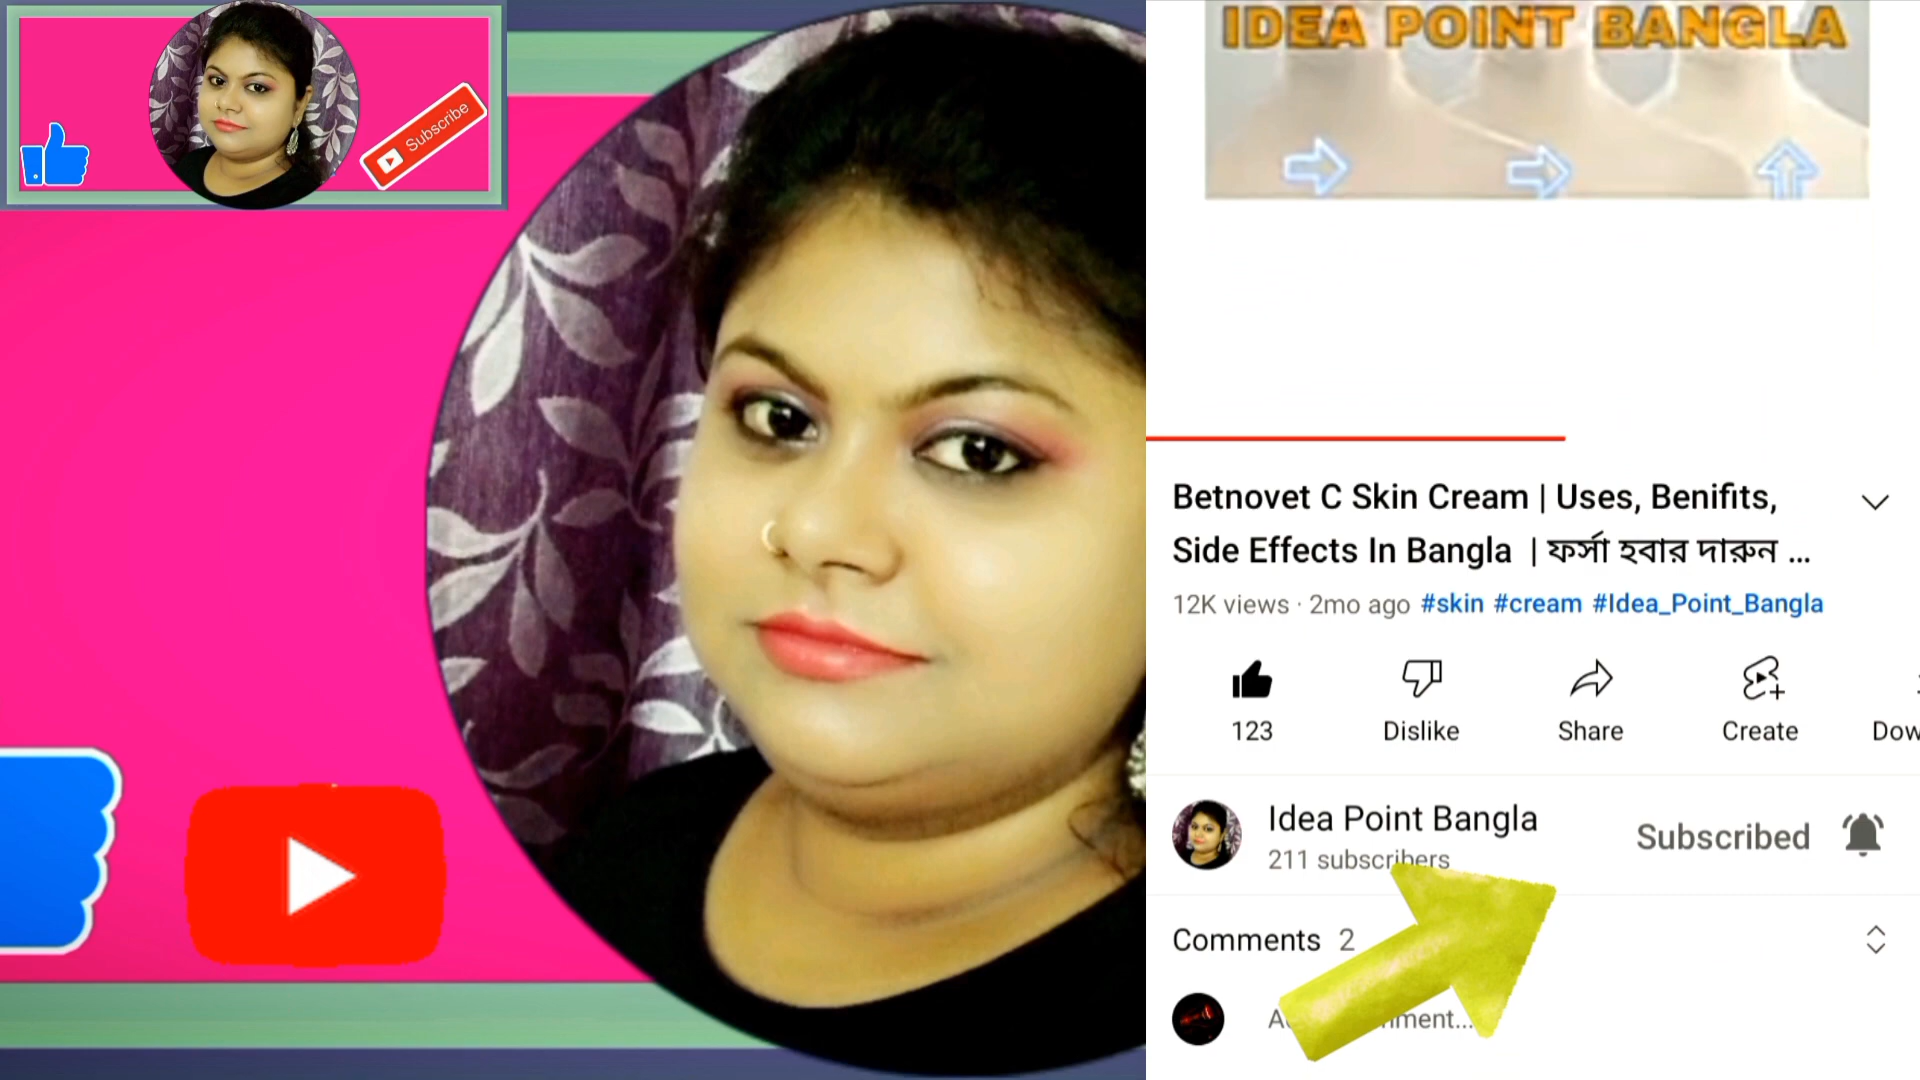 Subscribe
IDEA POINT BANGLA
Betnovet C Skin Cream | Uses, Benifits,
Side Effects In Bangla | ফর্সা হবার দারুন ...
12K views · 2mo ago #skin #cream #Idea_Point_Bangla
123
Dislike
Share
Create
Idea Point Bangla
211 subscribers
Subscribed
Comments 2